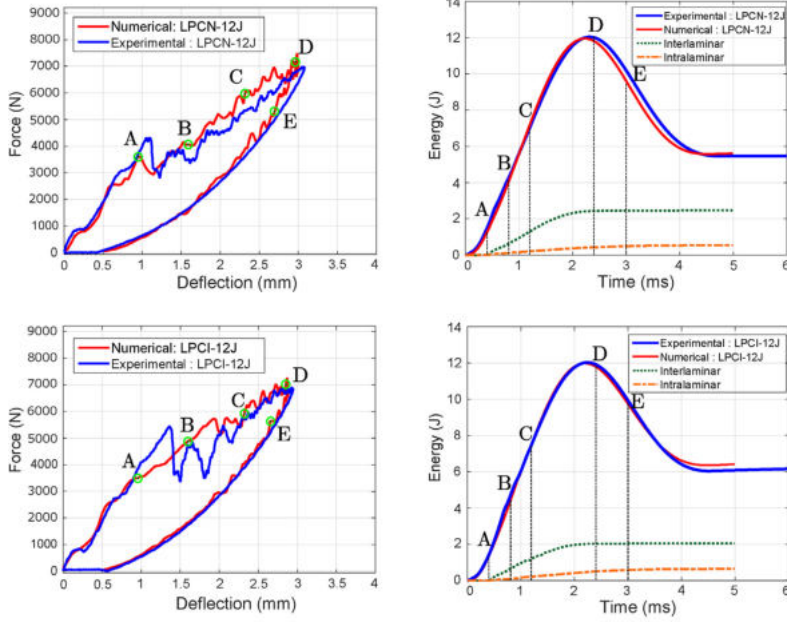 Numerical: LPCN-12J
Experimental : LPCN-12J
9000
8000
7000
6000
5000
4000
3000
2000
1000
0
Force (N)
A
B
C
D
E
0 0.5 1 1.5 2 2.5 3 3.5 4
Deflection (mm)
Experimental : LPCN-12J
Numerical : LPCN-12J
Interlaminar
Intralaminar
14
12
10
8
6
4
2
0
Energy (J)
A
B
C
D
E
0 1 2 3 4 5 6
Time (ms)
Numerical: LPCI-12J
Experimental : LPCI-12J
9000
8000
7000
6000
5000
4000
3000
2000
1000
0
Force (N)
A
B
C
D
E
0 0.5 1 1.5 2 2.5 3 3.5 4
Deflection (mm)
Experimental : LPCI-12J
Numerical : LPCI-12J
Interlaminar
Intralaminar
14
12
10
8
6
4
2
0
Energy (J)
A
B
C
D
E
0 1 2 3 4 5 6
Time (ms)